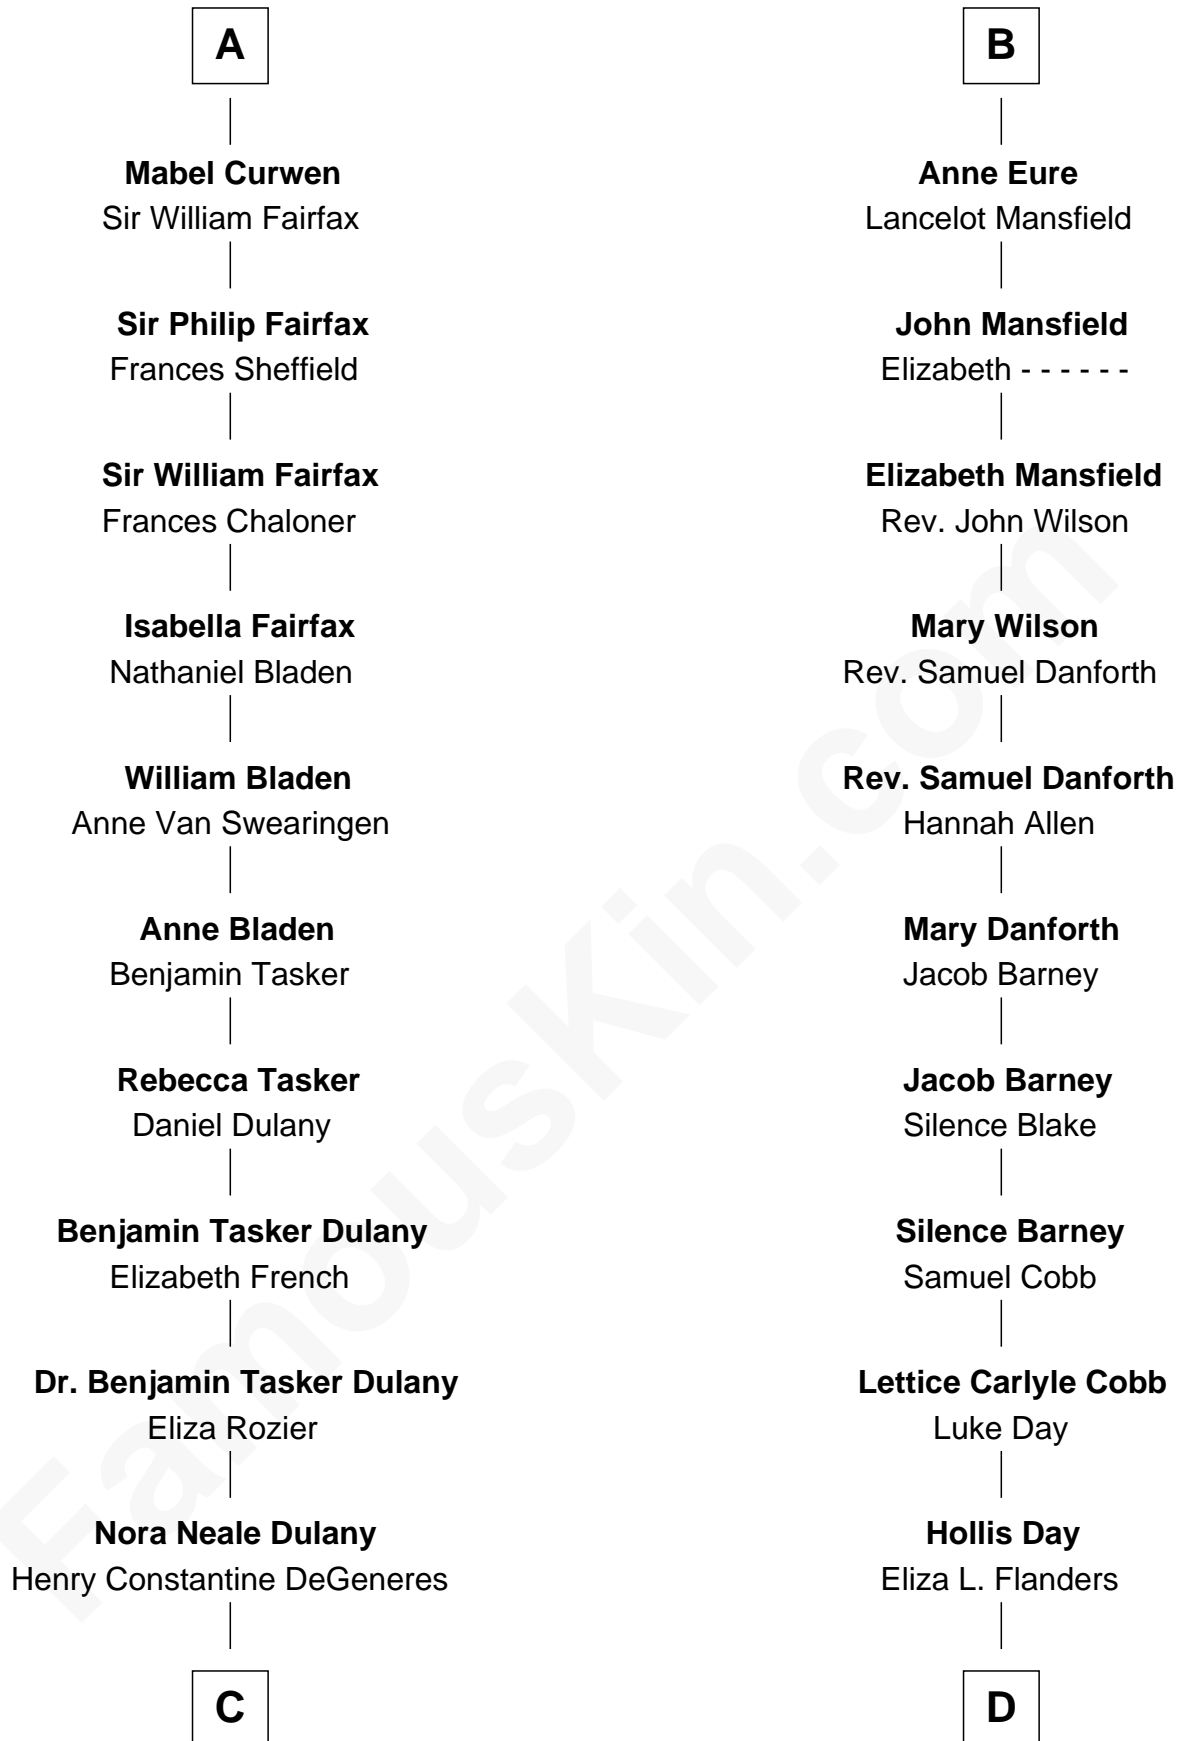 A
Mabel Curwen
Sir William Fairfax
Sir Philip Fairfax
Frances Sheffield
Sir William Fairfax
Frances Chaloner
Isabella Fairfax
Nathaniel Bladen
William Bladen
Anne Van Swearingen
Anne Bladen
Benjamin Tasker
Rebecca Tasker
Daniel Dulany
Benjamin Tasker Dulany
Elizabeth French
Dr. Benjamin Tasker Dulany
Eliza Rozier
Nora Neale Dulany
Henry Constantine DeGeneres
C
B
Anne Eure
Lancelot Mansfield
John Mansfield
Elizabeth - - - - - -
Elizabeth Mansfield
Rev. John Wilson
Mary Wilson
Rev. Samuel Danforth
Rev. Samuel Danforth
Hannah Allen
Mary Danforth
Jacob Barney
Jacob Barney
Silence Blake
Silence Barney
Samuel Cobb
Lettice Carlyle Cobb
Luke Day
Hollis Day
Eliza L. Flanders
D
FamousKin.com